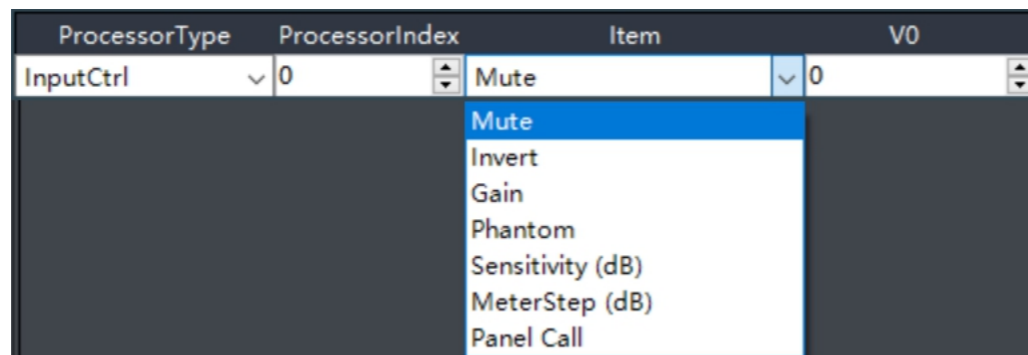 ProcessorType ProcessorIndex Item V0
InputCtrl 0 Mute 0
Mute
Invert
Gain
Phantom
Sensitivity (dB)
MeterStep (dB)
Panel Call